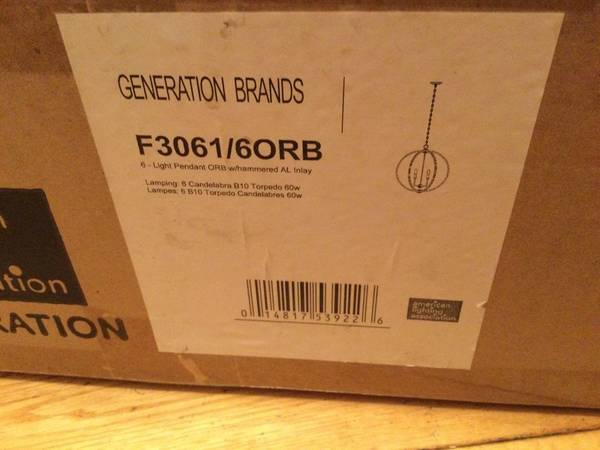 GENERATION BRANDS
F3061/6ORB
6 - Light Pendant ORB w/hammered AL Inlay
Lamping: 6 Candelabra B10 Torpedo 60w
Lampes: 6 B10 Torpedo Candelabres 60w
0 14817 53922 6
american
lighting
association
tion
RATION